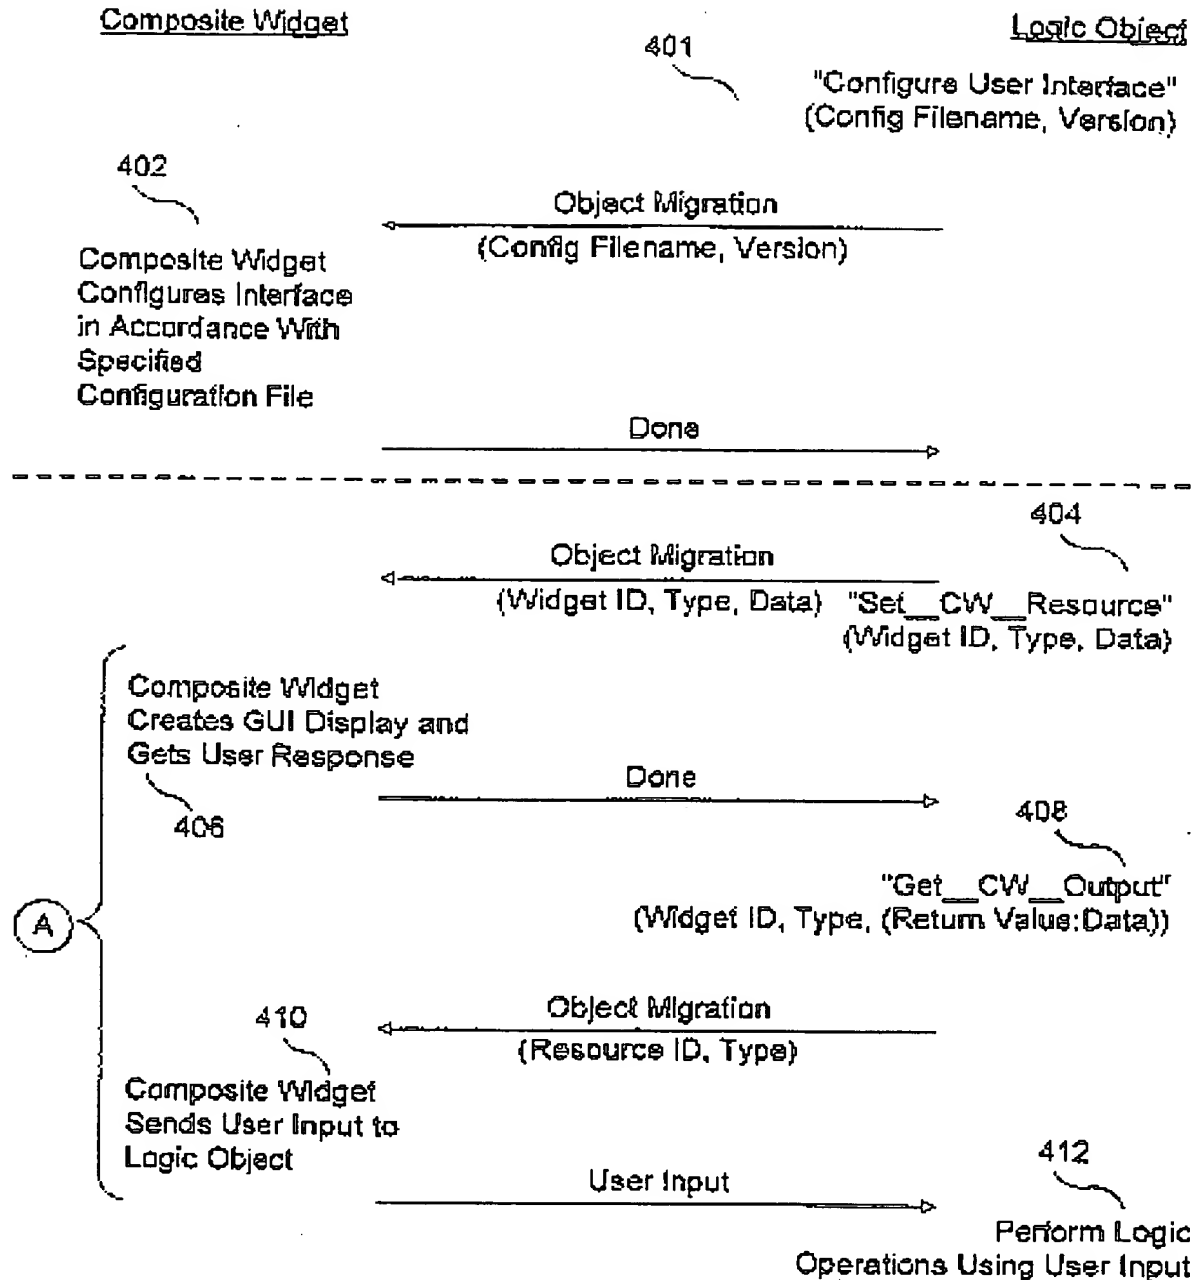 Composite Widget
Logic Object
401
"Configure User Interface"
(Config Filename, Version)
402
Object Migration
(Config Filename, Version)
Composite Widget
Configures Interface
in Accordance With
Specified
Configuration File
Done
404
Object Migration
(Widget ID, Type, Data)
"Set__CW__Resource"
(Widget ID, Type, Data)
Composite Widget
Creates GUI Display and
Gets User Response
406
Done
408
"Get__CW__Output"
(Widget ID, Type, (Return Value:Data))
A
Object Migration
(Resource ID, Type)
410
Composite Widget
Sends User Input to
Logic Object
User Input
412
Perform Logic
Operations Using User Input